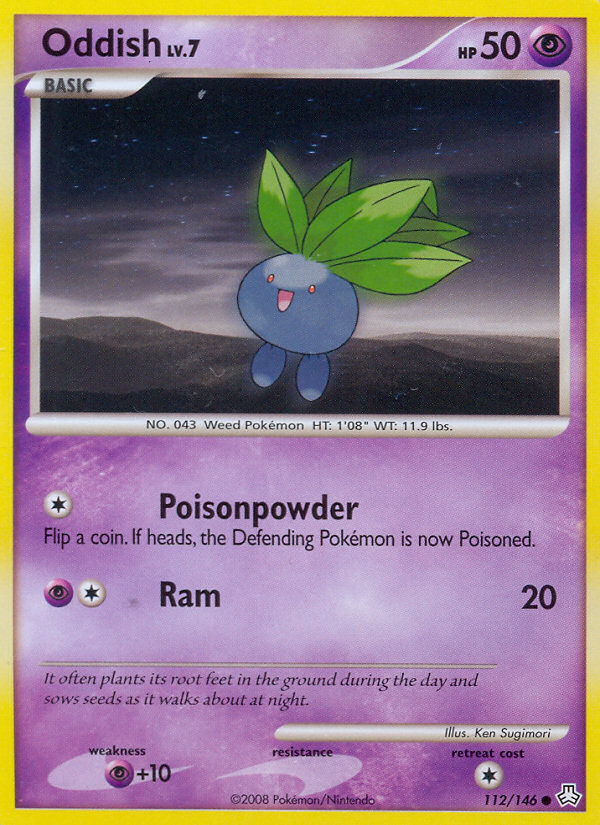 Oddish LV.7
HP 50
BASIC
NO. 043 Weed Pokémon HT: 1'08" WT: 11.9 lbs.
Poisonpowder
Flip a coin. If heads, the Defending Pokémon is now Poisoned.
Ram 20
It often plants its root feet in the ground during the day and
sows seeds as it walks about at night.
Illus. Ken Sugimori
weakness resistance retreat cost
+10
©2008 Pokémon/Nintendo 112/146